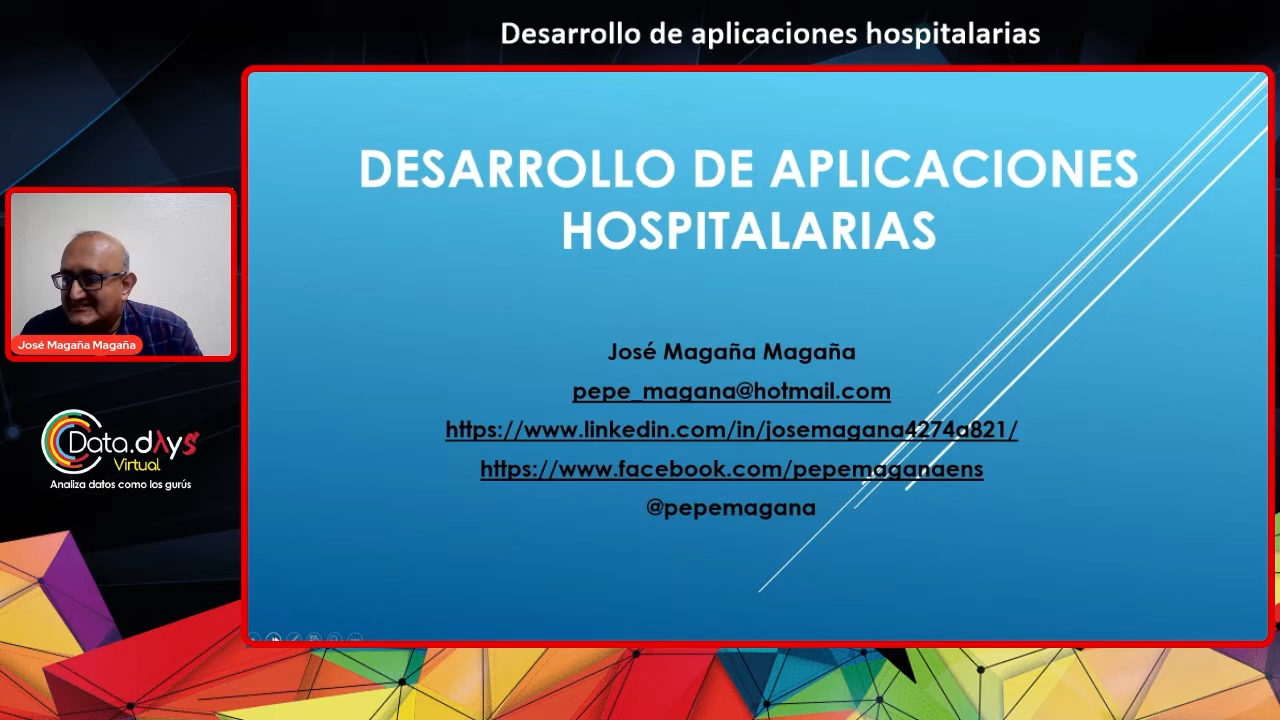 Desarrollo de aplicaciones hospitalarias
DESARROLLO DE APLICACIONES
HOSPITALARIAS
José Magaña Magaña
pepe_magana@hotmail.com
https://www.linkedin.com/in/josemagana4274a821/
https://www.facebook.com/pepemaganaens
@pepemagana
José Magaña Magaña
Data.dAys
Virtual
Analiza datos como los gurús